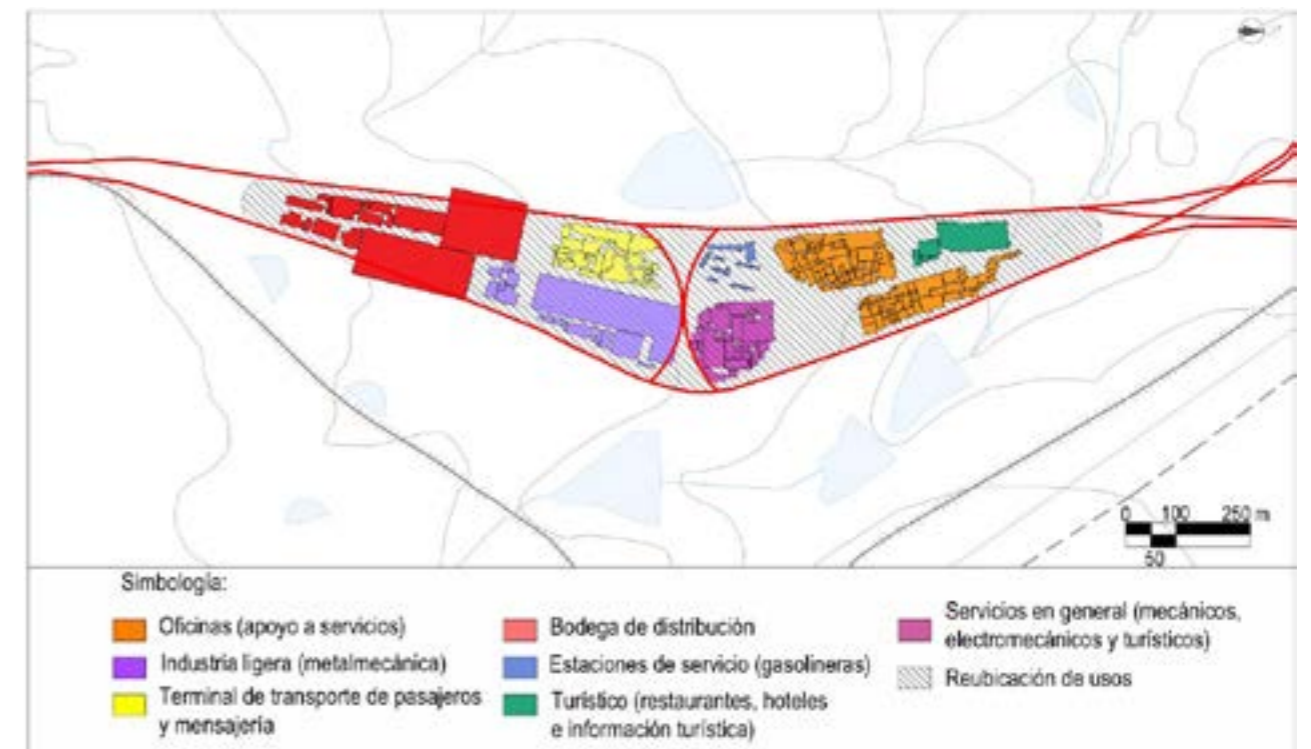 0 100 250 m
50
Simbología:
Oficinas (apoyo a servicios)
Industria ligera (metalmecánica)
Terminal de transporte de pasajeros
y mensajería
Bodega de distribución
Estaciones de servicio (gasolineras)
Turístico (restaurantes, hoteles
e información turística)
Servicios en general (mecánicos,
electromecánicos y turísticos)
Reubicación de usos